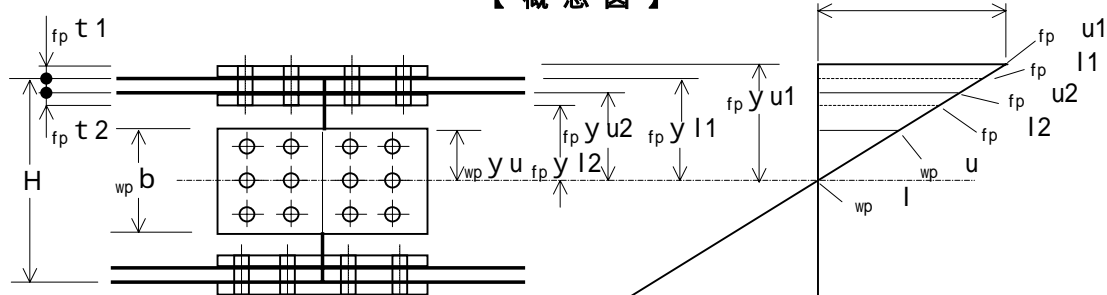 【 概 念 図 】
fp t 1
fp t 2
H
wp b
wp y u
fp y l2
fp y u2
fp y l1
fp y u1
fp u1
fp l1
fp u2
fp l2
wp u
wp l